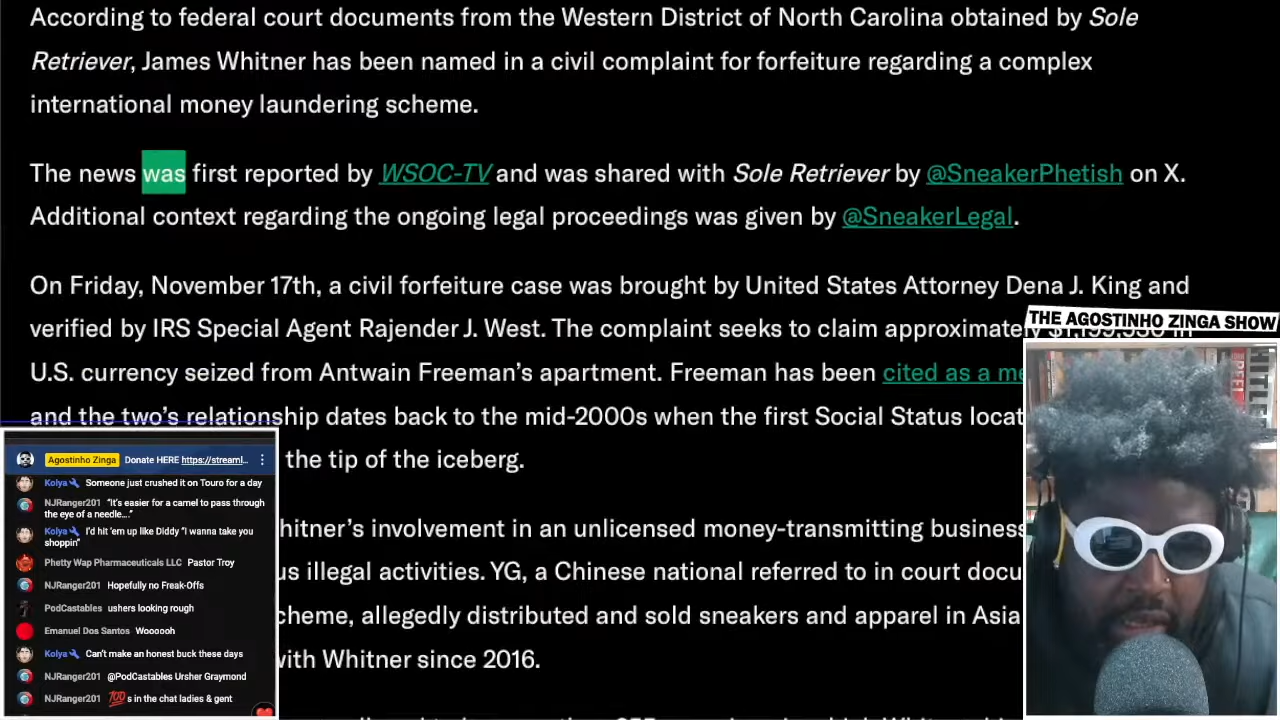 According to federal court documents from the Western District of North Carolina obtained by Sole
Retriever, James Whitner has been named in a civil complaint for forfeiture regarding a complex
international money laundering scheme.
The news was first reported by WSOC-TV and was shared with Sole Retriever by @SneakerPhetish on X.
Additional context regarding the ongoing legal proceedings was given by @SneakerLegal.
On Friday, November 17th, a civil forfeiture case was brought by United States Attorney Dena J. King and
verified by IRS Special Agent Rajender J. West. The complaint seeks to claim approximately
U.S. currency seized from Antwain Freeman's apartment. Freeman has been cited as a me
and the two's relationship dates back to the mid-2000s when the first Social Status locat
the tip of the iceberg.
hitner's involvement in an unlicensed money-transmitting business
us illegal activities. YG, a Chinese national referred to in court docu
cheme, allegedly distributed and sold sneakers and apparel in Asia
with Whitner since 2016.
THE AGOSTINHO ZINGA SHOW
Agostinho Zinga Donate HERE https://streaml...
Kolya Someone just crushed it on Touro for a day
NJRanger201 "It's easier for a camel to pass through
the eye of a needle...."
Kolya I'd hit 'em up like Diddy "I wanna take you
shoppin"
Phetty Wap Pharmaceuticals LLC Pastor Troy
NJRanger201 Hopefully no Freak-Offs
PodCastables ushers looking rough
Emanuel Dos Santos Woooooh
Kolya Can't make an honest buck these days
NJRanger201 @PodCastables Ursher Graymond
NJRanger201 💯 s in the chat ladies & gent